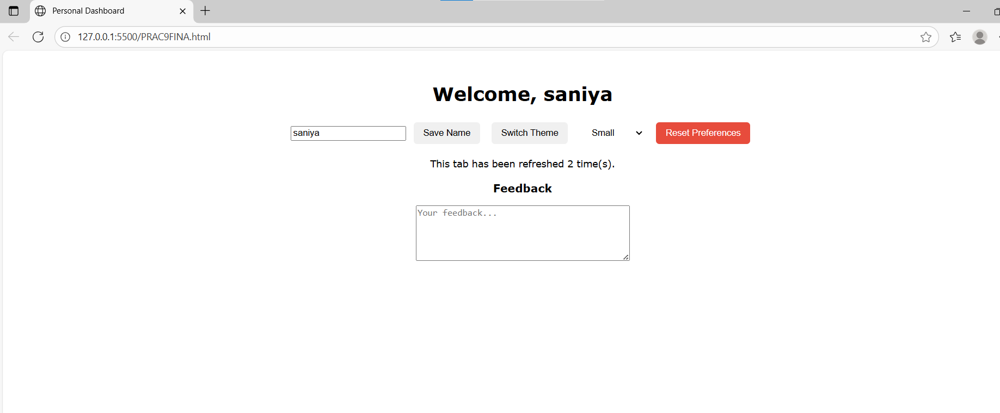 Personal Dashboard
127.0.0.1:5500/PRAC9FINA.html
Welcome, saniya
saniya Save Name Switch Theme Small Reset Preferences
This tab has been refreshed 2 time(s).
Feedback
Your feedback...